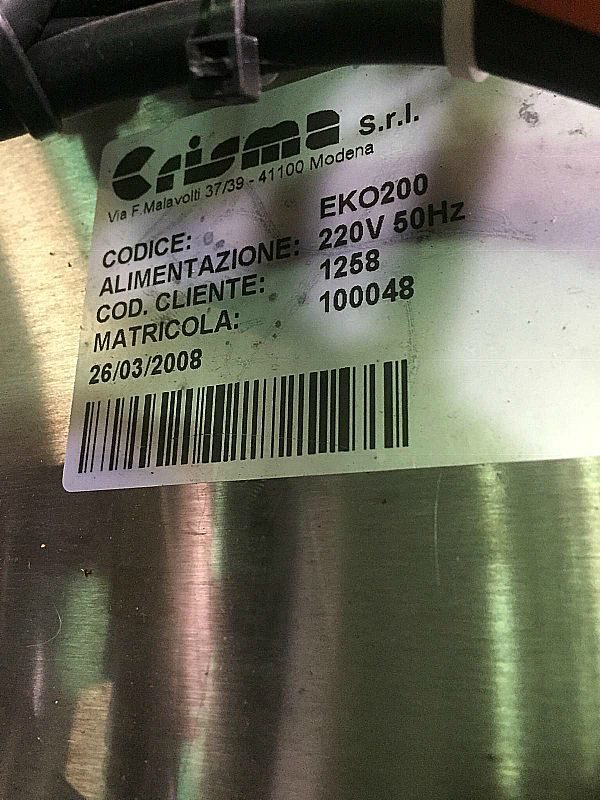 Crisma s.r.l.
Via F.Malavolti 37/39 - 41100 Modena
CODICE: EKO200
ALIMENTAZIONE: 220V 50Hz
COD. CLIENTE: 1258
MATRICOLA: 100048
26/03/2008